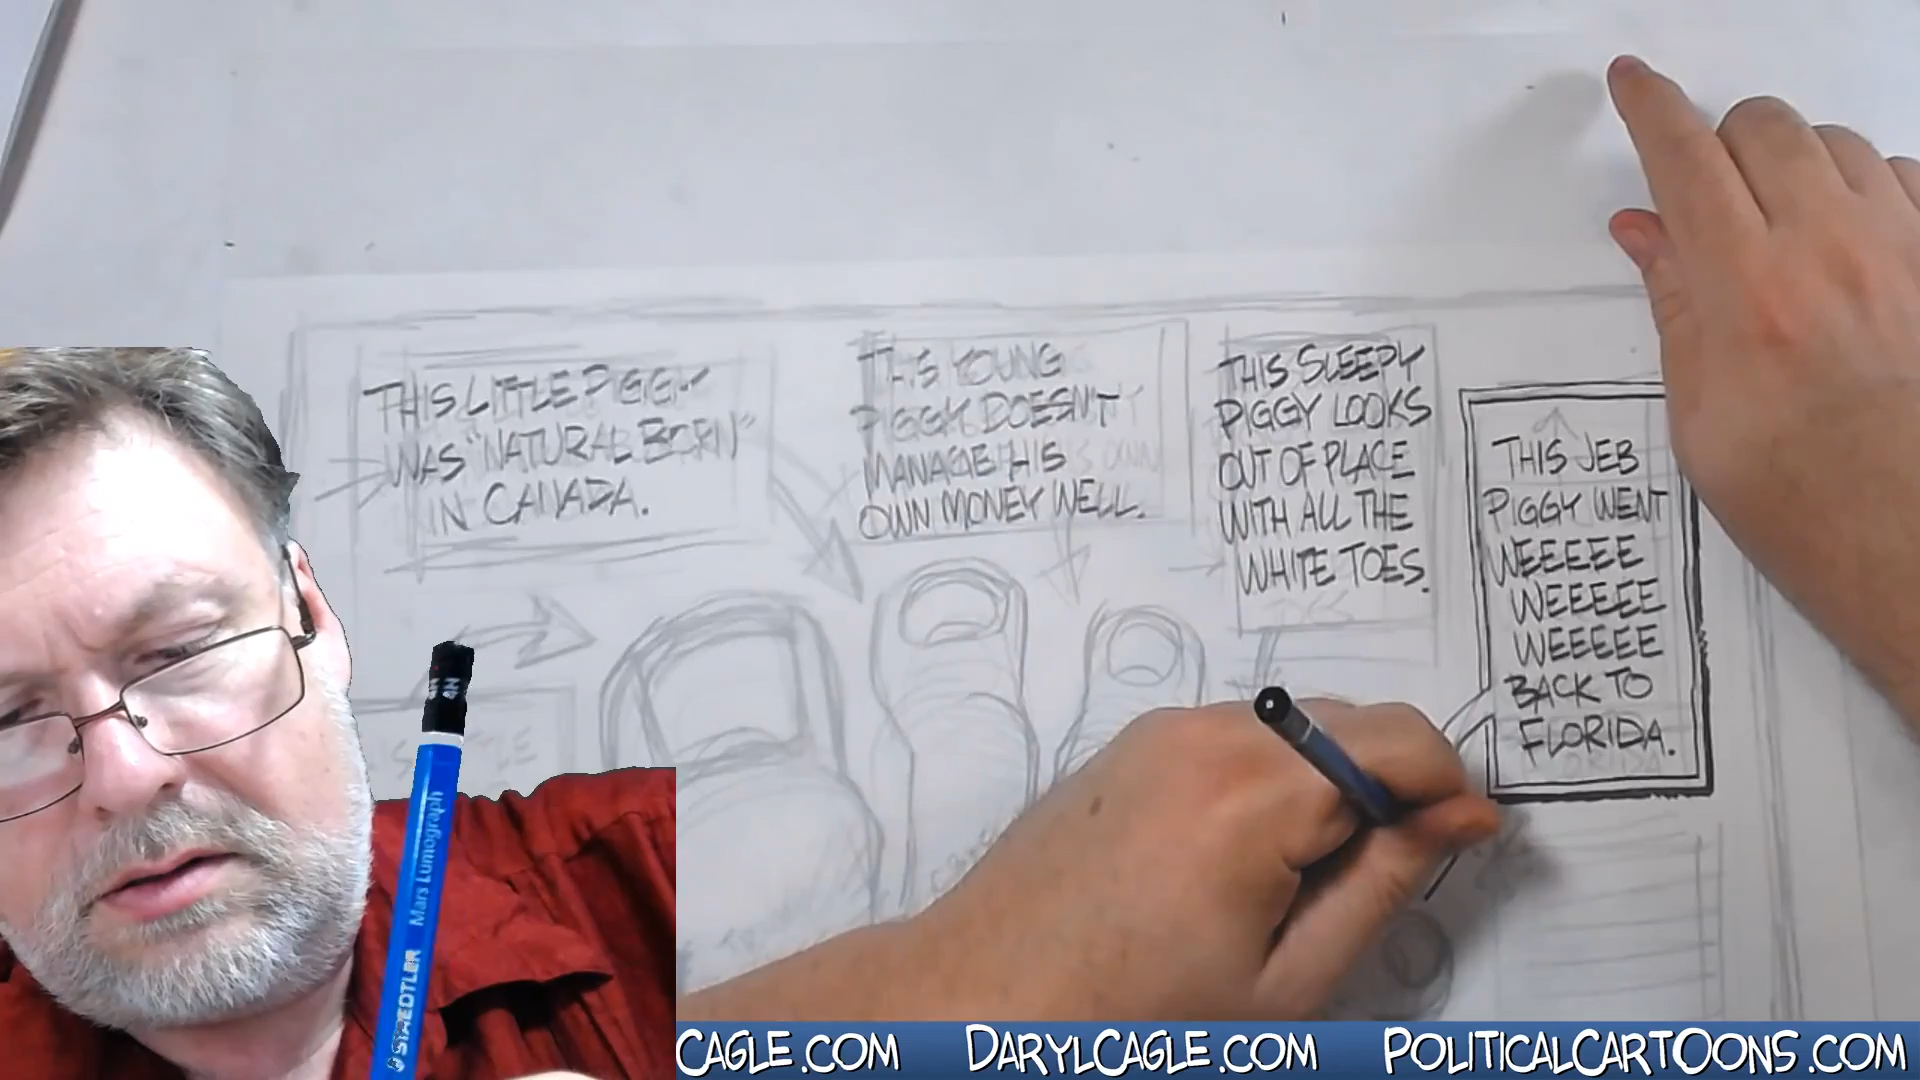 THIS LITTLE PIGGY
WAS "NATURAL BORN"
IN CANADA.
THIS YOUNG
PIGGY DOESN'T
MANAGE HIS
OWN MONEY WELL.
THIS SLEEPY
PIGGY LOOKS
OUT OF PLACE
WITH ALL THE
WHITE TOES.
THIS JEB
PIGGY WENT
WEEEEE
WEEEEE
WEEEEE
BACK TO
FLORIDA.
STAEDTLER Mars Lumograph
CAGLE.COM DARYLCAGLE.COM POLITICALCARTOONS.COM